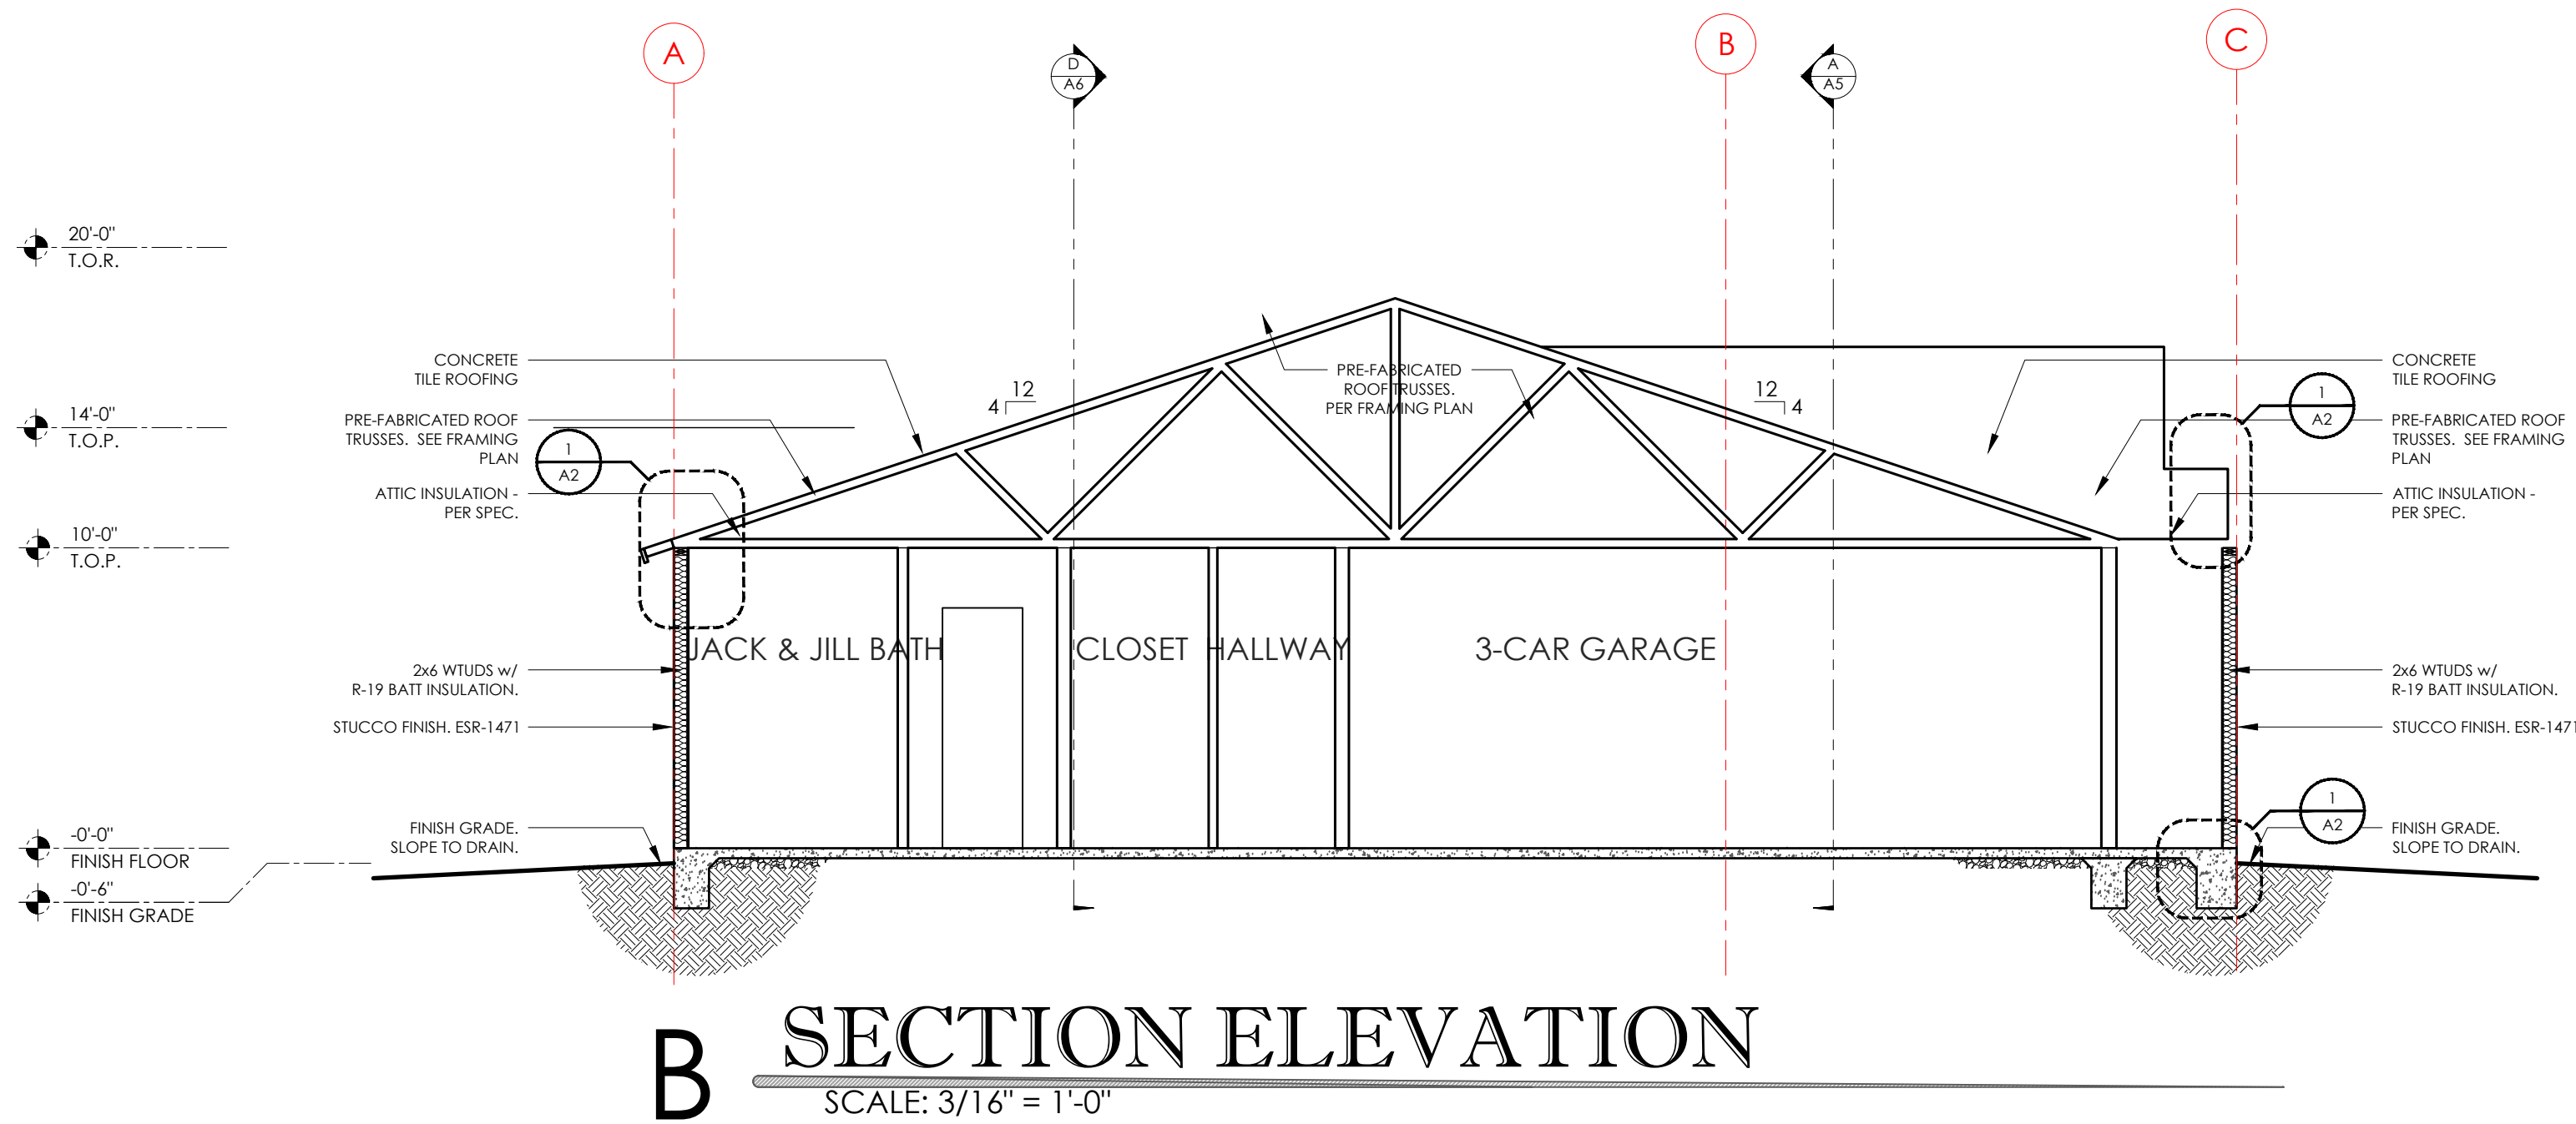 A
B
C
D
A6
A
A5
20'-0"
T.O.R.
14'-0"
T.O.P.
10'-0"
T.O.P.
-0'-0"
FINISH FLOOR
-0'-6"
FINISH GRADE
CONCRETE
TILE ROOFING
PRE-FABRICATED ROOF
TRUSSES. SEE FRAMING
PLAN
1
A2
ATTIC INSULATION -
PER SPEC.
2x6 WTUDS w/
R-19 BATT INSULATION.
STUCCO FINISH. ESR-1471
FINISH GRADE.
SLOPE TO DRAIN.
12
4
PRE-FABRICATED
ROOF TRUSSES.
PER FRAMING PLAN
12
4
JACK & JILL BATH
CLOSET
HALLWAY
3-CAR GARAGE
CONCRETE
TILE ROOFING
1
A2
PRE-FABRICATED ROOF
TRUSSES. SEE FRAMING
PLAN
ATTIC INSULATION -
PER SPEC.
2x6 WTUDS w/
R-19 BATT INSULATION.
STUCCO FINISH. ESR-1471
1
A2
FINISH GRADE.
SLOPE TO DRAIN.
B
SECTION ELEVATION
SCALE: 3/16" = 1'-0"